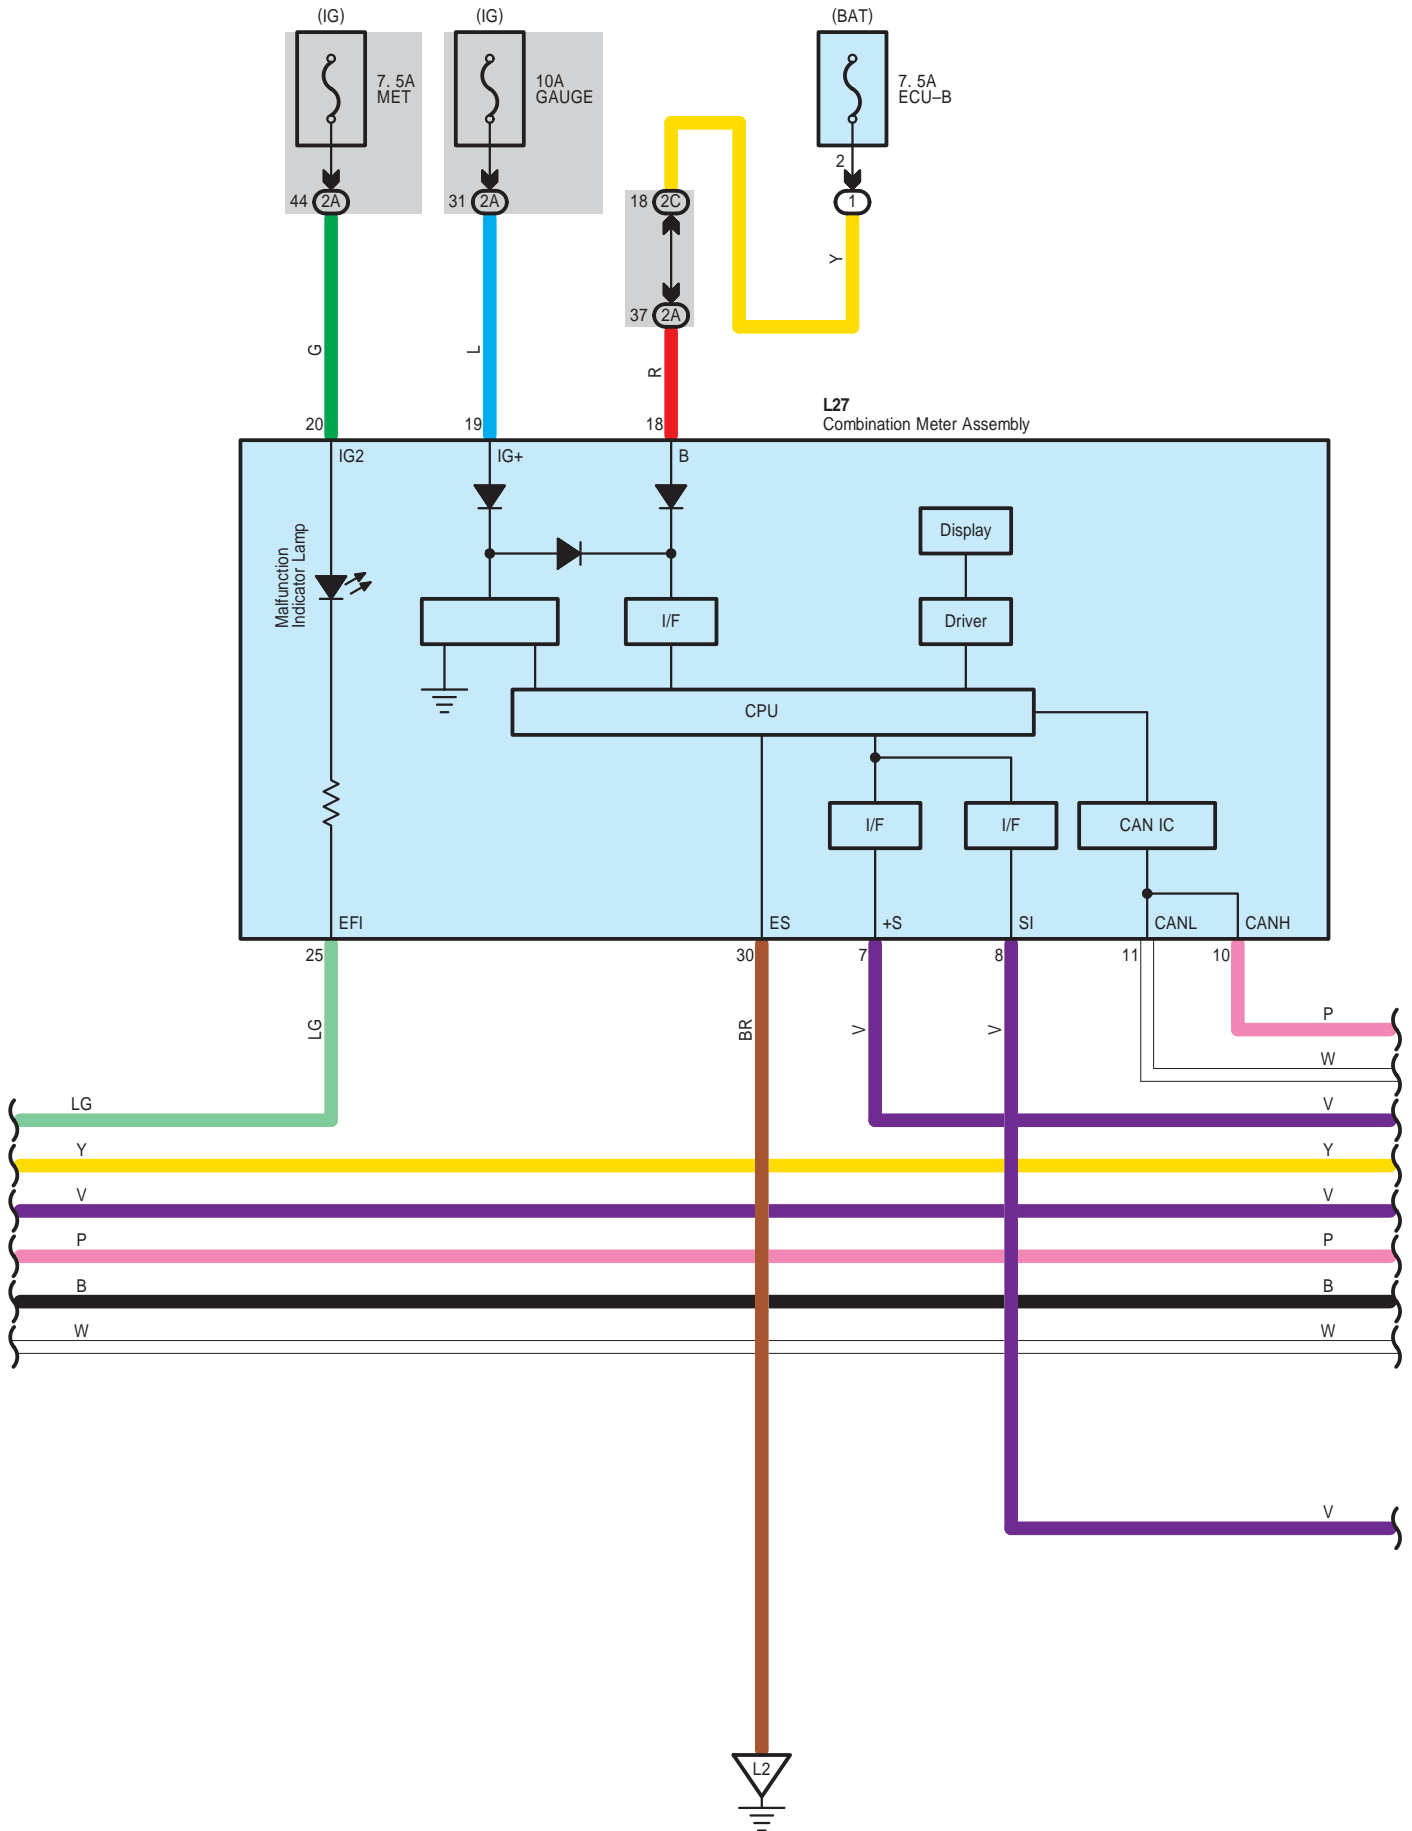 (IG)
(IG)
(BAT)
7. 5A
MET
10A
GAUGE
7. 5A
ECU–B
2
44 2A
31 2A
18 2C
1
Y
37 2A
G
L
R
L27
Combination Meter Assembly
20
19
18
IG2
IG+
B
Malfunction
Indicator Lamp
Display
I/F
Driver
CPU
I/F
I/F
CAN IC
EFI
ES
+S
SI
CANL
CANH
25
30
7
8
11
10
LG
BR
V
V
P
W
LG
V
Y
Y
V
V
P
P
B
B
W
W
V
L2